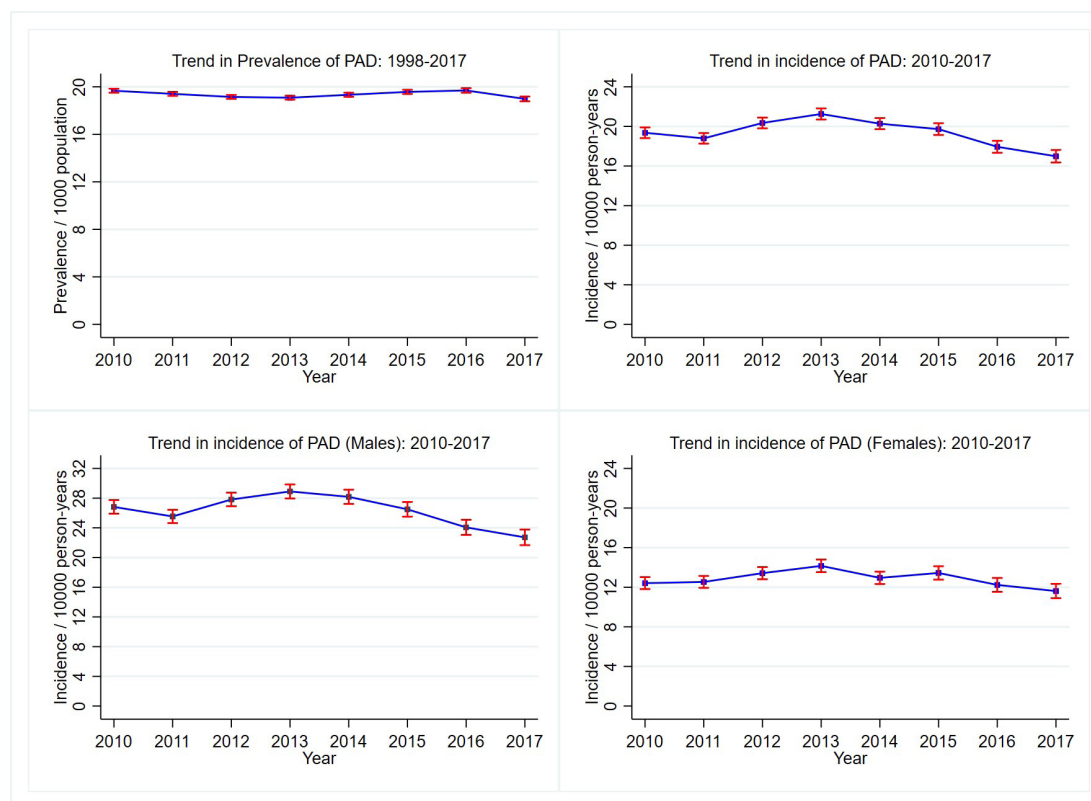 Trend in Prevalence of PAD: 1998-2017
Prevalence / 1000 population
20
16
12
8
4
0
2010 2011 2012 2013 2014 2015 2016 2017
Year
Trend in incidence of PAD: 2010-2017
Incidence / 10000 person-years
24
20
16
12
8
4
0
2010 2011 2012 2013 2014 2015 2016 2017
Year
Trend in incidence of PAD (Males): 2010-2017
Incidence / 10000 person-years
32
28
24
20
16
12
8
4
0
2010 2011 2012 2013 2014 2015 2016 2017
Year
Trend in incidence of PAD (Females): 2010-2017
Incidence / 10000 person-years
24
20
16
12
8
4
0
2010 2011 2012 2013 2014 2015 2016 2017
Year